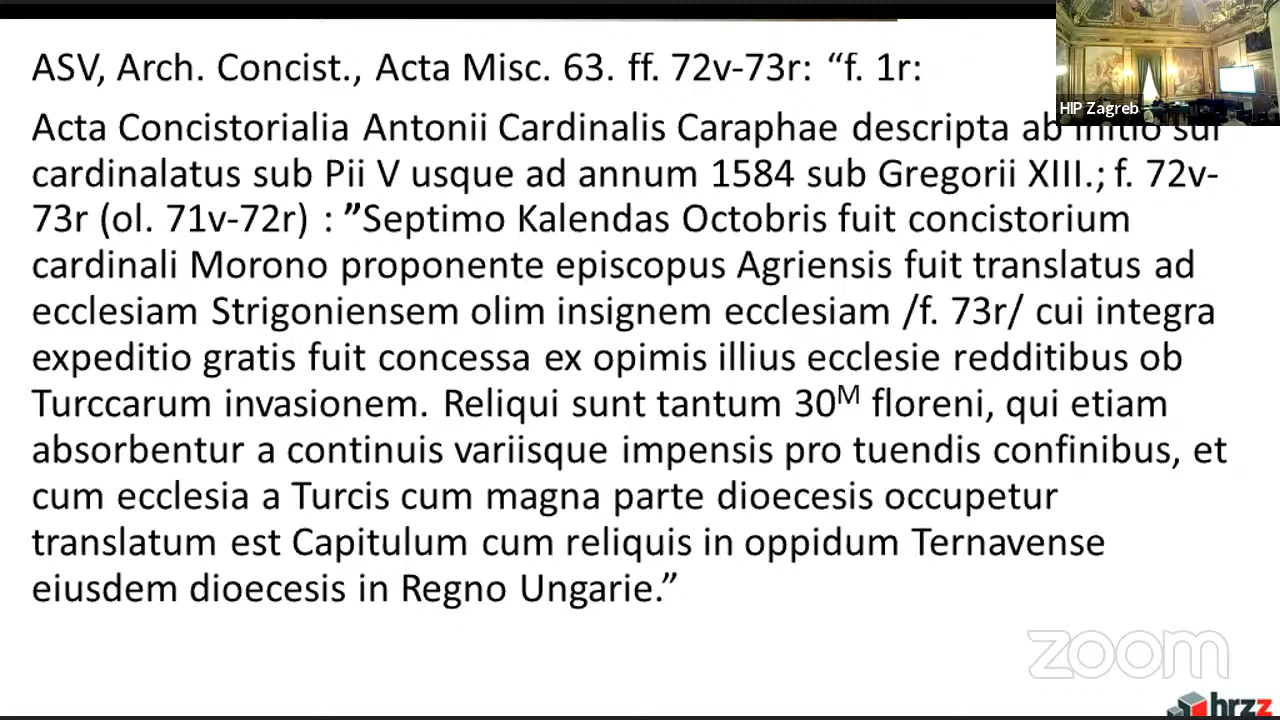 ASV, Arch. Concist., Acta Misc. 63. ff. 72v-73r: “f. 1r:
Acta Concistorialia Antonii Cardinalis Caraphae descripta ab initio sui
cardinalatus sub Pii V usque ad annum 1584 sub Gregorii XIII.; f. 72v-
73r (ol. 71v-72r) : ”Septimo Kalendas Octobris fuit concistorium
cardinali Morono proponente episcopus Agriensis fuit translatus ad
ecclesiam Strigoniensem olim insignem ecclesiam /f. 73r/ cui integra
expeditio gratis fuit concessa ex opimis illius ecclesie redditibus ob
Turccarum invasionem. Reliqui sunt tantum 30ᴹ floreni, qui etiam
absorbentur a continuis variisque impensis pro tuendis confinibus, et
cum ecclesia a Turcis cum magna parte dioecesis occupetur
translatum est Capitulum cum reliquis in oppidum Ternavense
eiusdem dioecesis in Regno Ungarie.”
HIP Zagreb
zoom
hrzz